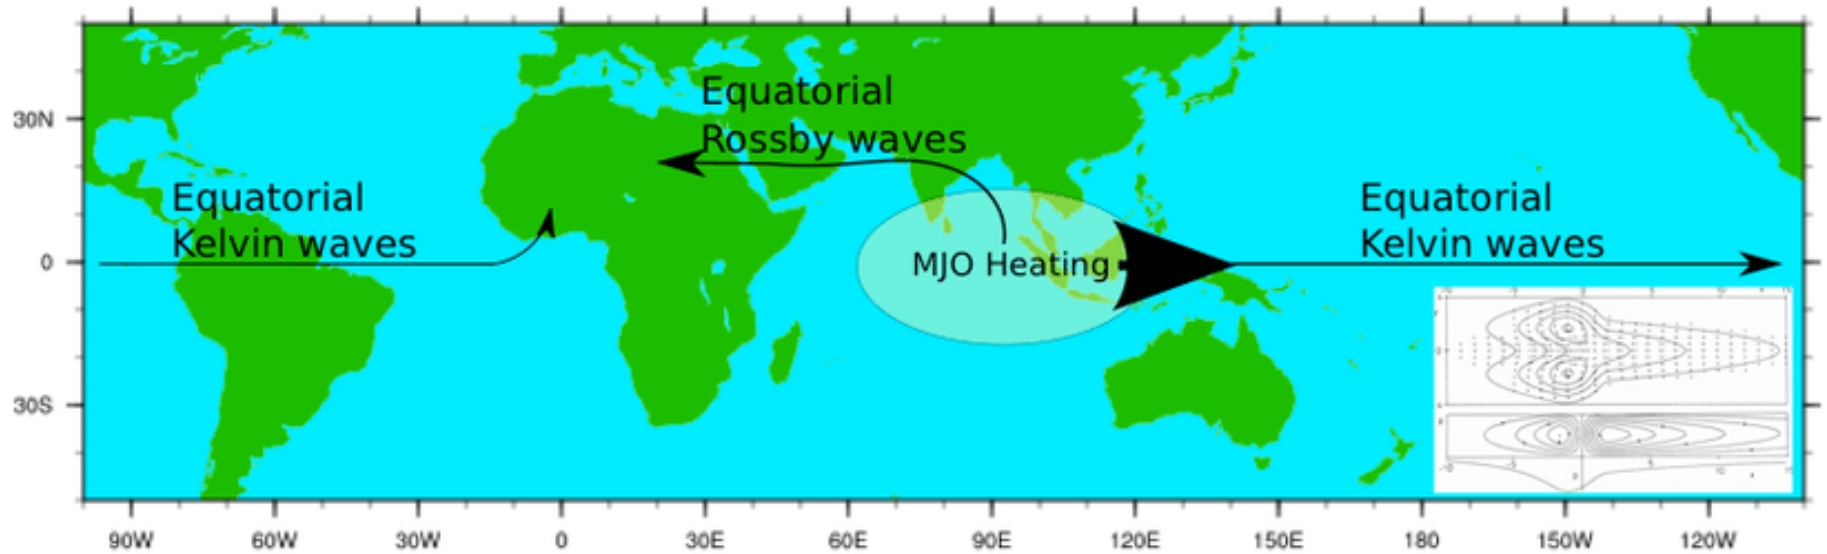 Equatorial
Rossby waves
Equatorial
Kelvin waves
Equatorial
Kelvin waves
MJO Heating
30N
0
30S
90W 60W 30W 0 30E 60E 90E 120E 150E 180 150W 120W